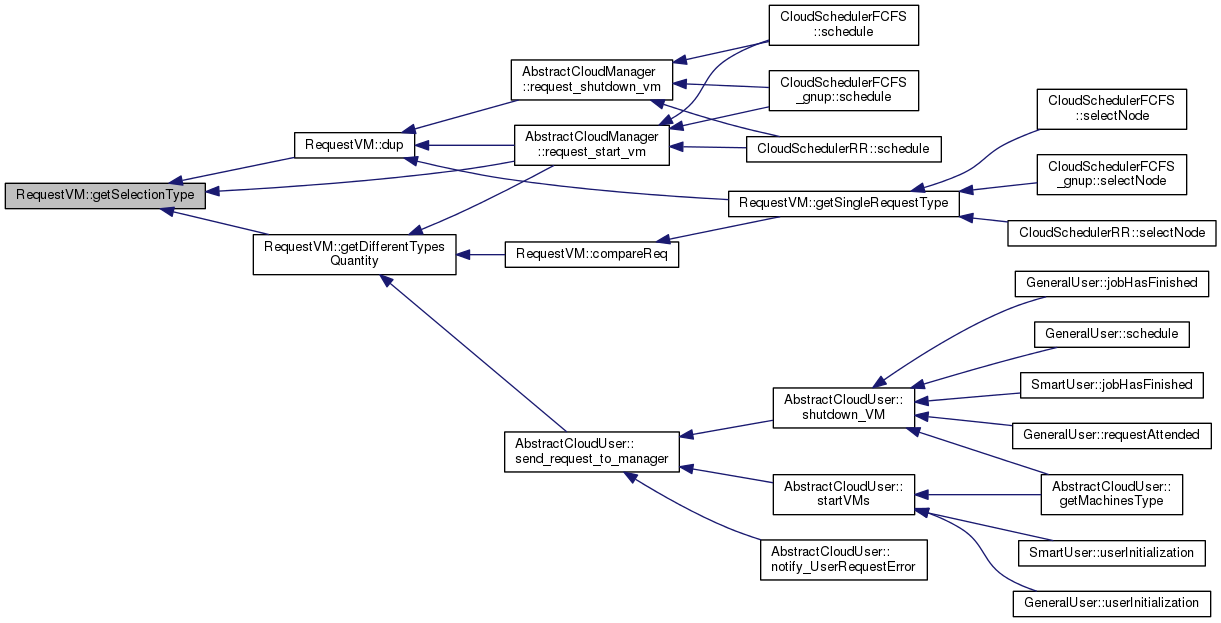 CloudSchedulerFCFS
::schedule
AbstractCloudManager
::request_shutdown_vm
CloudSchedulerFCFS
_gnup::schedule
CloudSchedulerFCFS
::selectNode
RequestVM::dup
AbstractCloudManager
::request_start_vm
CloudSchedulerRR::schedule
CloudSchedulerFCFS
_gnup::selectNode
RequestVM::getSelectionType
RequestVM::getSingleRequestType
CloudSchedulerRR::selectNode
RequestVM::getDifferentTypes
Quantity
RequestVM::compareReq
GeneralUser::jobHasFinished
GeneralUser::schedule
SmartUser::jobHasFinished
AbstractCloudUser::
shutdown_VM
GeneralUser::requestAttended
AbstractCloudUser::
send_request_to_manager
AbstractCloudUser::
startVMs
AbstractCloudUser::
getMachinesType
AbstractCloudUser::
notify_UserRequestError
SmartUser::userInitialization
GeneralUser::userInitialization